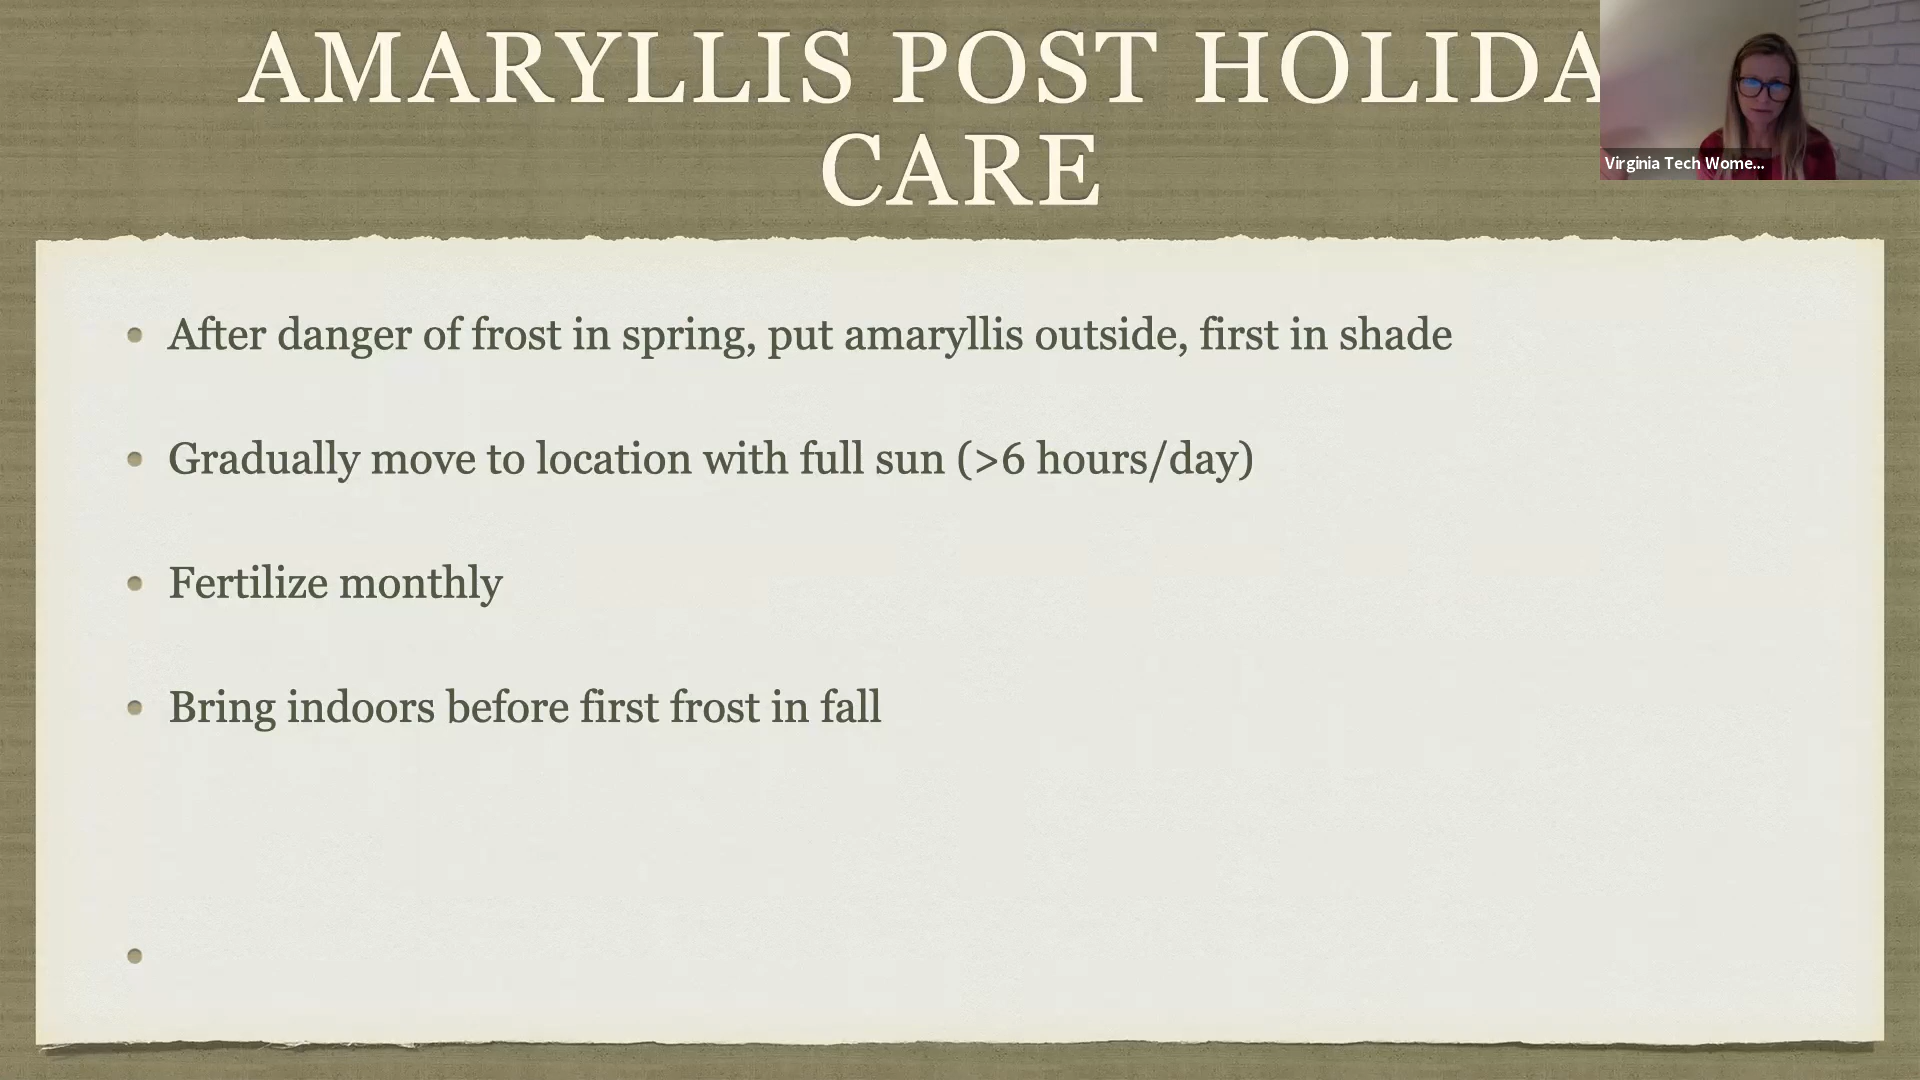 AMARYLLIS POST HOLIDA
CARE
Virginia Tech Wome...
• After danger of frost in spring, put amaryllis outside, first in shade
• Gradually move to location with full sun (>6 hours/day)
• Fertilize monthly
• Bring indoors before first frost in fall
•